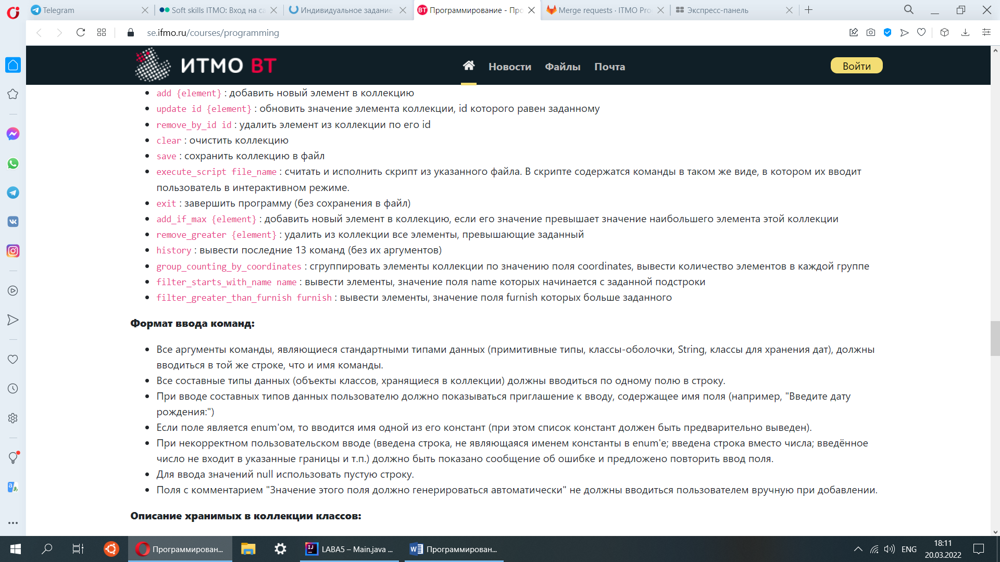 Telegram
Soft skills ITMO: Вход на са
Индивидуальное задание
Программирование - Про
Merge requests · ITMO Pro
Экспресс-панель
se.ifmo.ru/courses/programming
ИТМО ВТ
Новости
Файлы
Почта
Войти
add {element} : добавить новый элемент в коллекцию
update id {element} : обновить значение элемента коллекции, id которого равен заданному
remove_by_id id : удалить элемент из коллекции по его id
clear : очистить коллекцию
save : сохранить коллекцию в файл
execute_script file_name : считать и исполнить скрипт из указанного файла. В скрипте содержатся команды в таком же виде, в котором их вводит
пользователь в интерактивном режиме.
exit : завершить программу (без сохранения в файл)
add_if_max {element} : добавить новый элемент в коллекцию, если его значение превышает значение наибольшего элемента этой коллекции
remove_greater {element} : удалить из коллекции все элементы, превышающие заданный
history : вывести последние 13 команд (без их аргументов)
group_counting_by_coordinates : сгруппировать элементы коллекции по значению поля coordinates, вывести количество элементов в каждой группе
filter_starts_with_name name : вывести элементы, значение поля name которых начинается с заданной подстроки
filter_greater_than_furnish furnish : вывести элементы, значение поля furnish которых больше заданного
Формат ввода команд:
Все аргументы команды, являющиеся стандартными типами данных (примитивные типы, классы-оболочки, String, классы для хранения дат), должны
вводиться в той же строке, что и имя команды.
Все составные типы данных (объекты классов, хранящиеся в коллекции) должны вводиться по одному полю в строку.
При вводе составных типов данных пользователю должно показываться приглашение к вводу, содержащее имя поля (например, "Введите дату
рождения:")
Если поле является enum'ом, то вводится имя одной из его констант (при этом список констант должен быть предварительно выведен).
При некорректном пользовательском вводе (введена строка, не являющаяся именем константы в enum'е; введена строка вместо числа; введённое
число не входит в указанные границы и т.п.) должно быть показано сообщение об ошибке и предложено повторить ввод поля.
Для ввода значений null использовать пустую строку.
Поля с комментарием "Значение этого поля должно генерироваться автоматически" не должны вводиться пользователем вручную при добавлении.
Описание хранимых в коллекции классов:
Программирован...
LABA5 – Main.java ...
Программирован...
ENG
18:11
20.03.2022